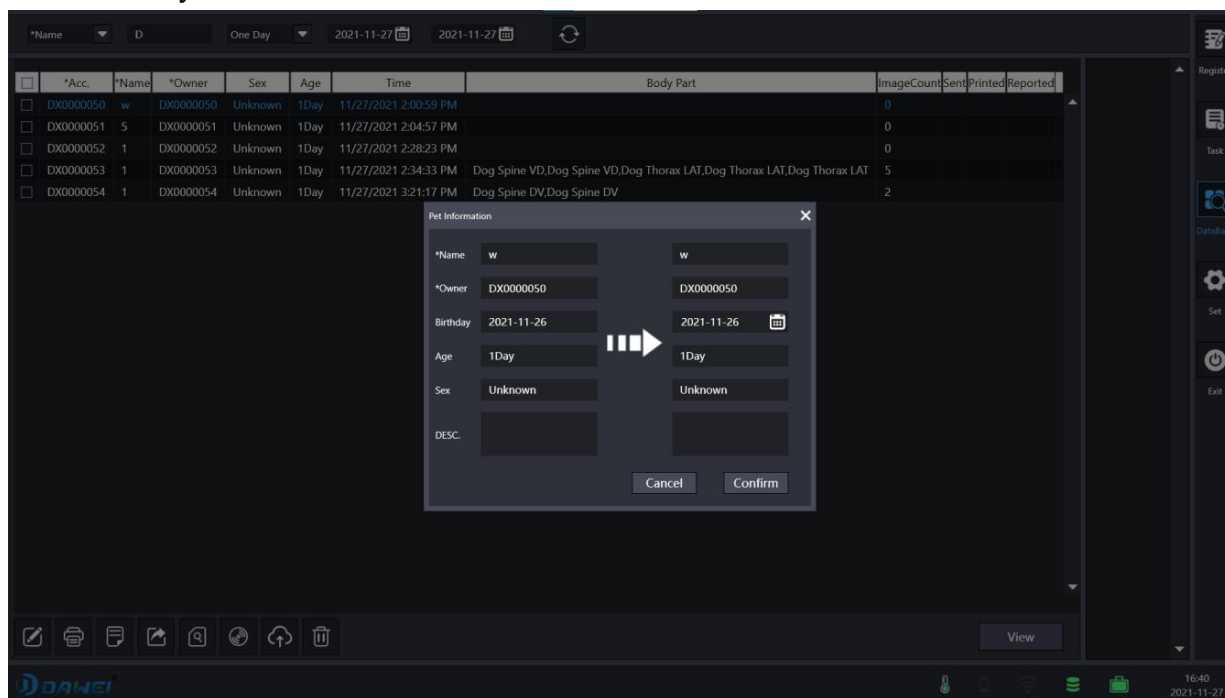 *Name D One Day 2021-11-27 2021-11-27
*Acc. *Name *Owner Sex Age Time Body Part ImageCount Sent Printed Reported
DX0000050 w DX0000050 Unknown 1Day 11/27/2021 2:00:59 PM 0
DX0000051 5 DX0000051 Unknown 1Day 11/27/2021 2:04:57 PM 0
DX0000052 1 DX0000052 Unknown 1Day 11/27/2021 2:28:23 PM 0
DX0000053 1 DX0000053 Unknown 1Day 11/27/2021 2:34:33 PM Dog Spine VD,Dog Spine VD,Dog Thorax LAT,Dog Thorax LAT,Dog Thorax LAT 5
DX0000054 1 DX0000054 Unknown 1Day 11/27/2021 3:21:17 PM Dog Spine DV,Dog Spine DV 2
Pet Information
*Name w w
*Owner DX0000050 DX0000050
Birthday 2021-11-26 2021-11-26
Age 1Day 1Day
Sex Unknown Unknown
DESC.
Cancel Confirm
Registe
Task
DataBa
Set
Exit
View
DAWEI
16:40
2021-11-27